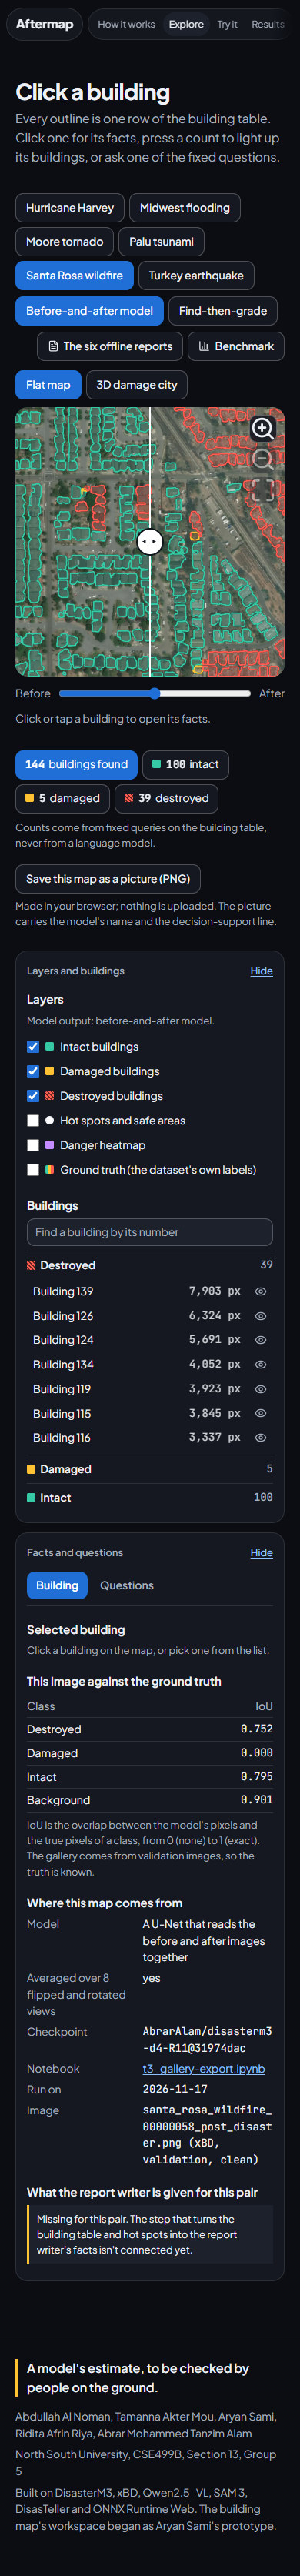 Aftermap
How it works
Explore
Try it
Results
Click a building
Every outline is one row of the building table.
Click one for its facts, press a count to light up
its buildings, or ask one of the fixed questions.
Hurricane Harvey
Midwest flooding
Moore tornado
Palu tsunami
Santa Rosa wildfire
Turkey earthquake
Before-and-after model
Find-then-grade
The six offline reports
Benchmark
Flat map
3D damage city
Before
After
Click or tap a building to open its facts.
144 buildings found
100 intact
5 damaged
39 destroyed
Counts come from fixed queries on the building table,
never from a language model.
Save this map as a picture (PNG)
Made in your browser; nothing is uploaded. The picture
carries the model's name and the decision-support line.
Layers and buildings
Hide
Layers
Model output: before-and-after model.
Intact buildings
Damaged buildings
Destroyed buildings
Hot spots and safe areas
Danger heatmap
Ground truth (the dataset's own labels)
Buildings
Find a building by its number
Destroyed 39
Building 139 7,903 px
Building 126 6,324 px
Building 124 5,691 px
Building 134 4,052 px
Building 119 3,923 px
Building 115 3,845 px
Building 116 3,337 px
Damaged 5
Intact 100
Facts and questions
Hide
Building
Questions
Selected building
Click a building on the map, or pick one from the list.
This image against the ground truth
Class IoU
Destroyed 0.752
Damaged 0.000
Intact 0.795
Background 0.901
IoU is the overlap between the model's pixels and
the true pixels of a class, from 0 (none) to 1 (exact).
The gallery comes from validation images, so the
truth is known.
Where this map comes from
Model
A U-Net that reads the
before and after images
together
Averaged over 8
flipped and rotated
views
yes
Checkpoint
AbrarAlam/disasterm3
-d4-R11@31974dac
Notebook
t3-gallery-export.ipynb
Run on
2026-11-17
Image
santa_rosa_wildfire_
00000058_post_disast
er.png (xBD,
validation, clean)
What the report writer is given for this pair
Missing for this pair. The step that turns the
building table and hot spots into the report
writer's facts isn't connected yet.
A model's estimate, to be checked by
people on the ground.
Abdullah Al Noman, Tamanna Akter Mou, Aryan Sami,
Ridita Afrin Riya, Abrar Mohammed Tanzim Alam
North South University, CSE499B, Section 13, Group
5
Built on DisasterM3, xBD, Qwen2.5-VL, SAM 3,
DisasTeller and ONNX Runtime Web. The building
map's workspace began as Aryan Sami's prototype.